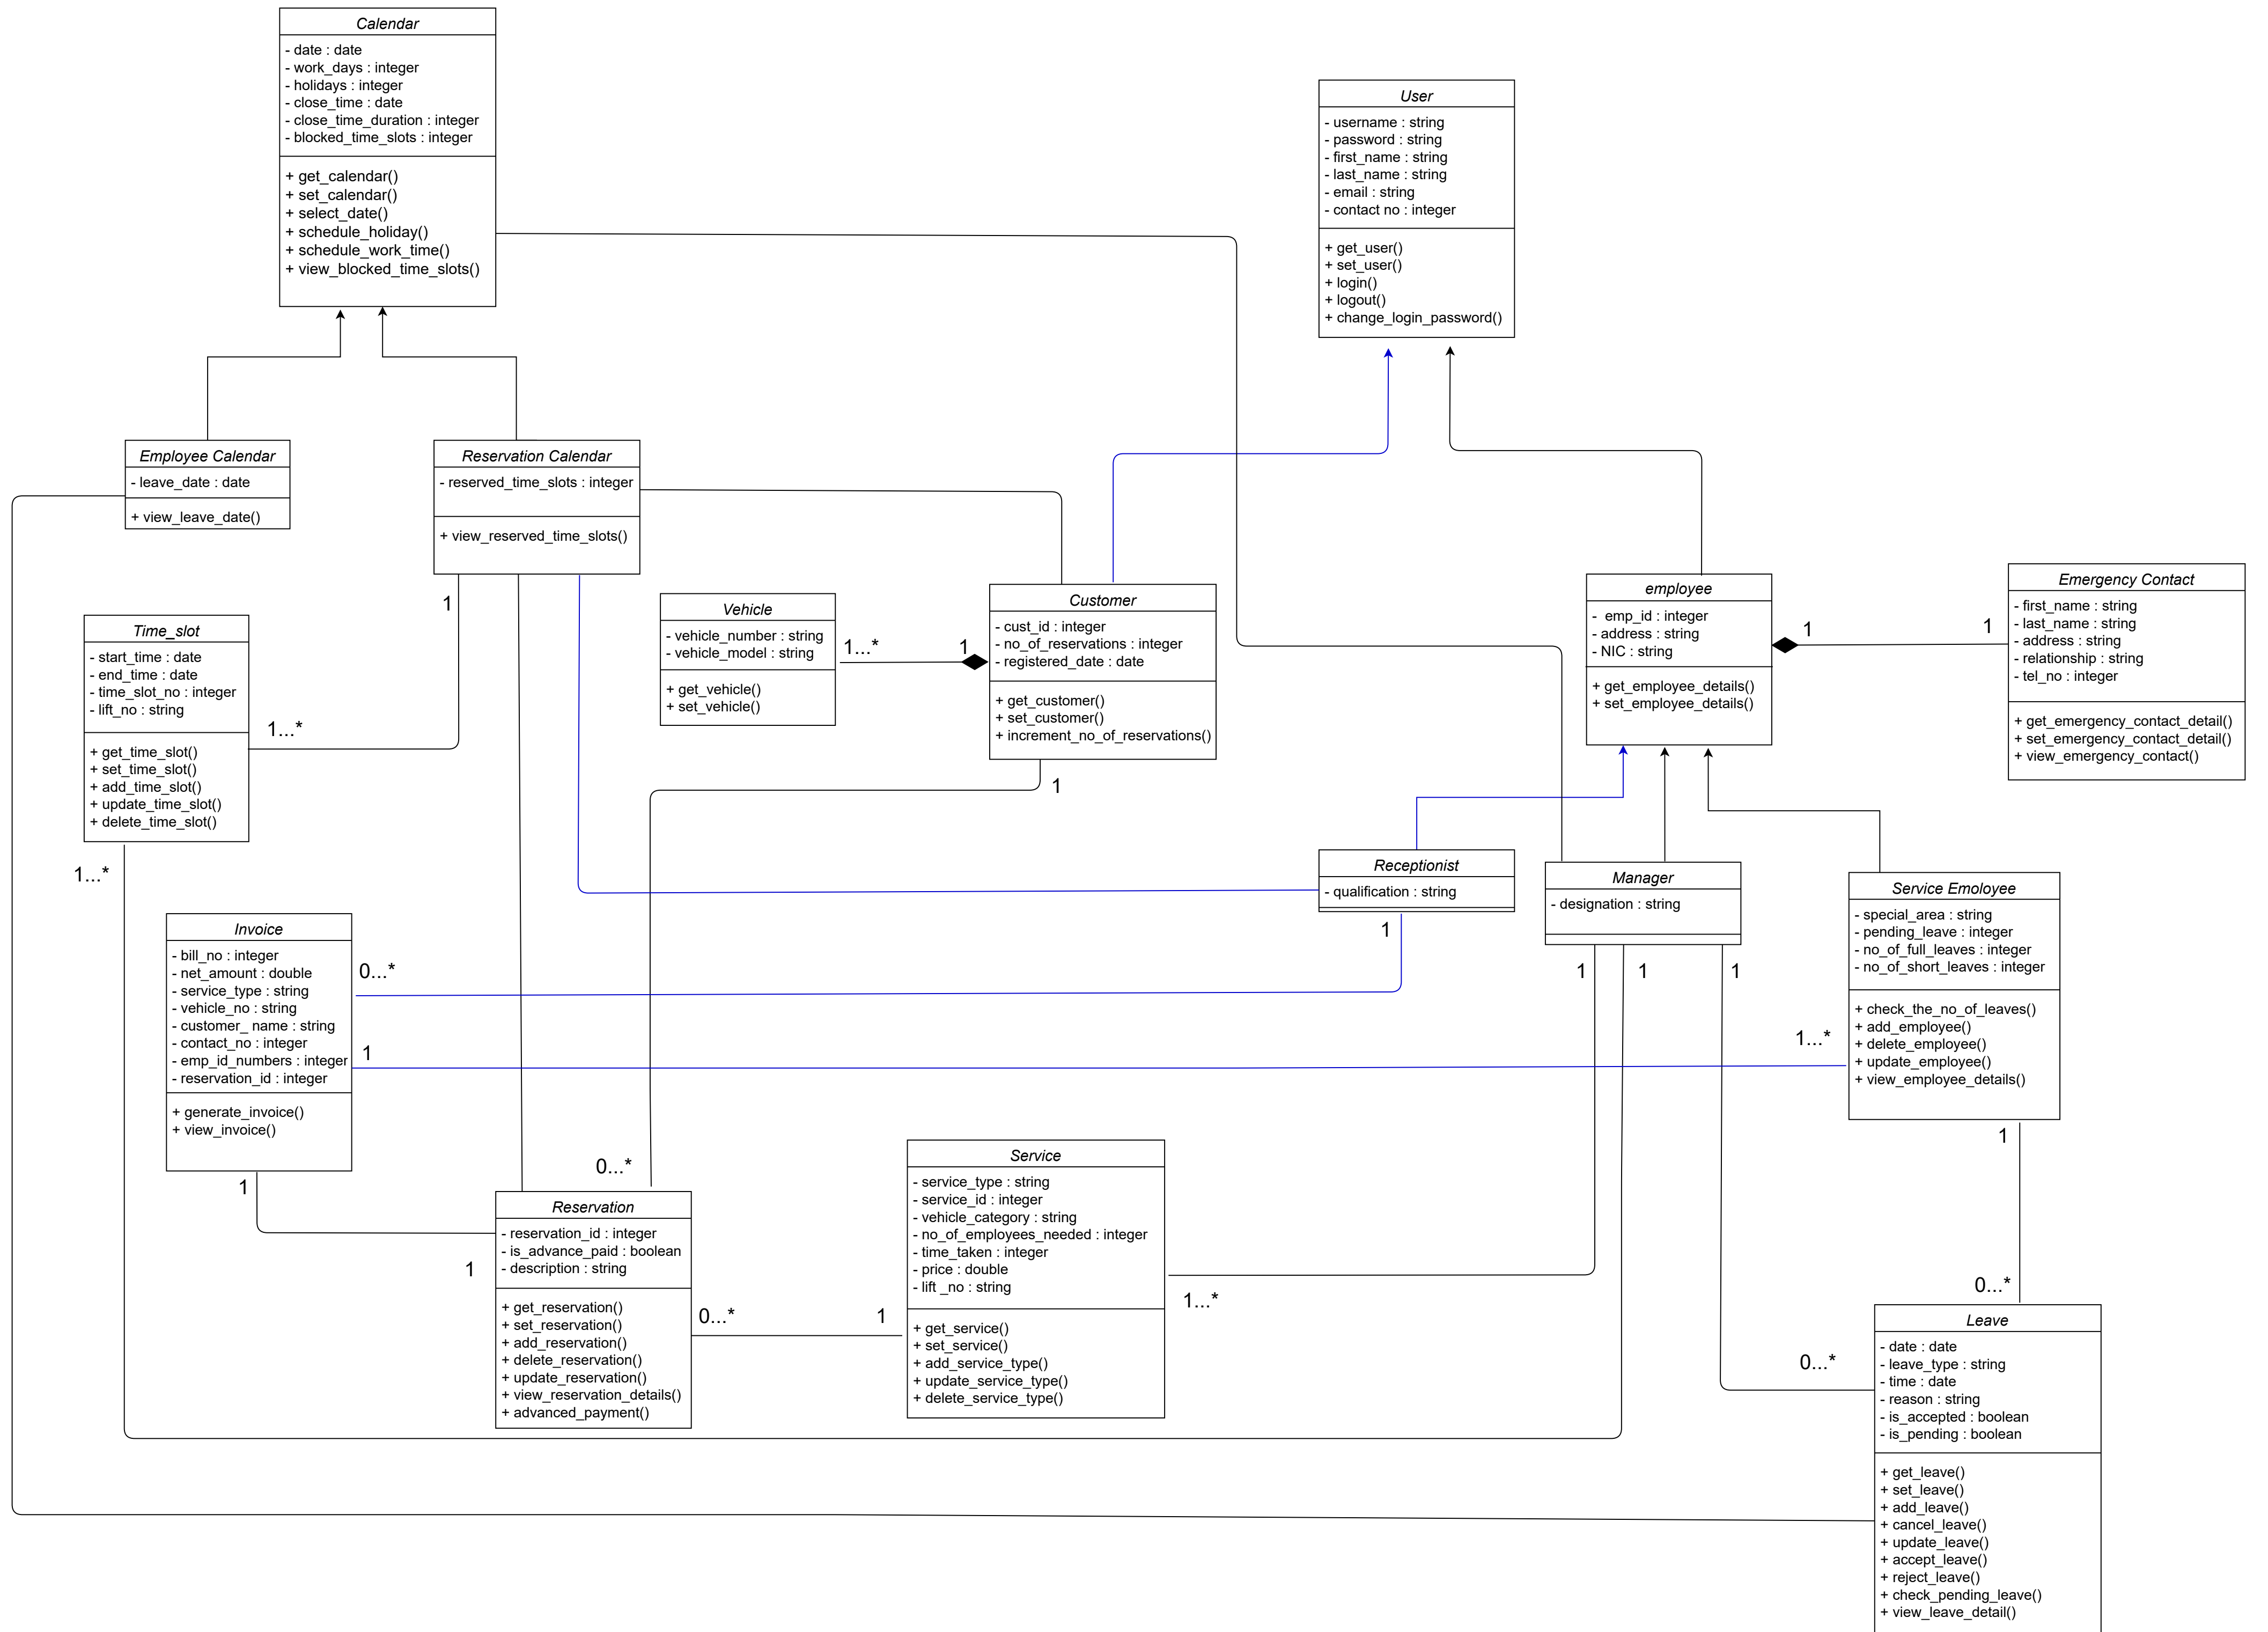 Calendar
- date : date
- work_days : integer
- holidays : integer
- close_time : date
- close_time_duration : integer
- blocked_time_slots : integer
+ get_calendar()
+ set_calendar()
+ select_date()
+ schedule_holiday()
+ schedule_work_time()
+ view_blocked_time_slots()
User
- username : string
- password : string
- first_name : string
- last_name : string
- email : string
- contact no : integer
+ get_user()
+ set_user()
+ login()
+ logout()
+ change_login_password()
Employee Calendar
- leave_date : date
+ view_leave_date()
Reservation Calendar
- reserved_time_slots : integer
+ view_reserved_time_slots()
1
Time_slot
- start_time : date
- end_time : date
- time_slot_no : integer
- lift_no : string
+ get_time_slot()
+ set_time_slot()
+ add_time_slot()
+ update_time_slot()
+ delete_time_slot()
1...*
1...*
Vehicle
- vehicle_number : string
- vehicle_model : string
+ get_vehicle()
+ set_vehicle()
1...*
1
Customer
- cust_id : integer
- no_of_reservations : integer
- registered_date : date
+ get_customer()
+ set_customer()
+ increment_no_of_reservations()
1
employee
- emp_id : integer
- address : string
- NIC : string
+ get_employee_details()
+ set_employee_details()
1
1
Emergency Contact
- first_name : string
- last_name : string
- address : string
- relationship : string
- tel_no : integer
+ get_emergency_contact_detail()
+ set_emergency_contact_detail()
+ view_emergency_contact()
Receptionist
- qualification : string
1
Manager
- designation : string
1
1
1
Service Emoloyee
- special_area : string
- pending_leave : integer
- no_of_full_leaves : integer
- no_of_short_leaves : integer
+ check_the_no_of_leaves()
+ add_employee()
+ delete_employee()
+ update_employee()
+ view_employee_details()
1...*
1
Invoice
- bill_no : integer
- net_amount : double
- service_type : string
- vehicle_no : string
- customer_ name : string
- contact_no : integer
- emp_id_numbers : integer
- reservation_id : integer
+ generate_invoice()
+ view_invoice()
0...*
1
1
0...*
1
Reservation
- reservation_id : integer
- is_advance_paid : boolean
- description : string
+ get_reservation()
+ set_reservation()
+ add_reservation()
+ delete_reservation()
+ update_reservation()
+ view_reservation_details()
+ advanced_payment()
0...*
1
Service
- service_type : string
- service_id : integer
- vehicle_category : string
- no_of_employees_needed : integer
- time_taken : integer
- price : double
- lift _no : string
+ get_service()
+ set_service()
+ add_service_type()
+ update_service_type()
+ delete_service_type()
1...*
0...*
0...*
Leave
- date : date
- leave_type : string
- time : date
- reason : string
- is_accepted : boolean
- is_pending : boolean
+ get_leave()
+ set_leave()
+ add_leave()
+ cancel_leave()
+ update_leave()
+ accept_leave()
+ reject_leave()
+ check_pending_leave()
+ view_leave_detail()